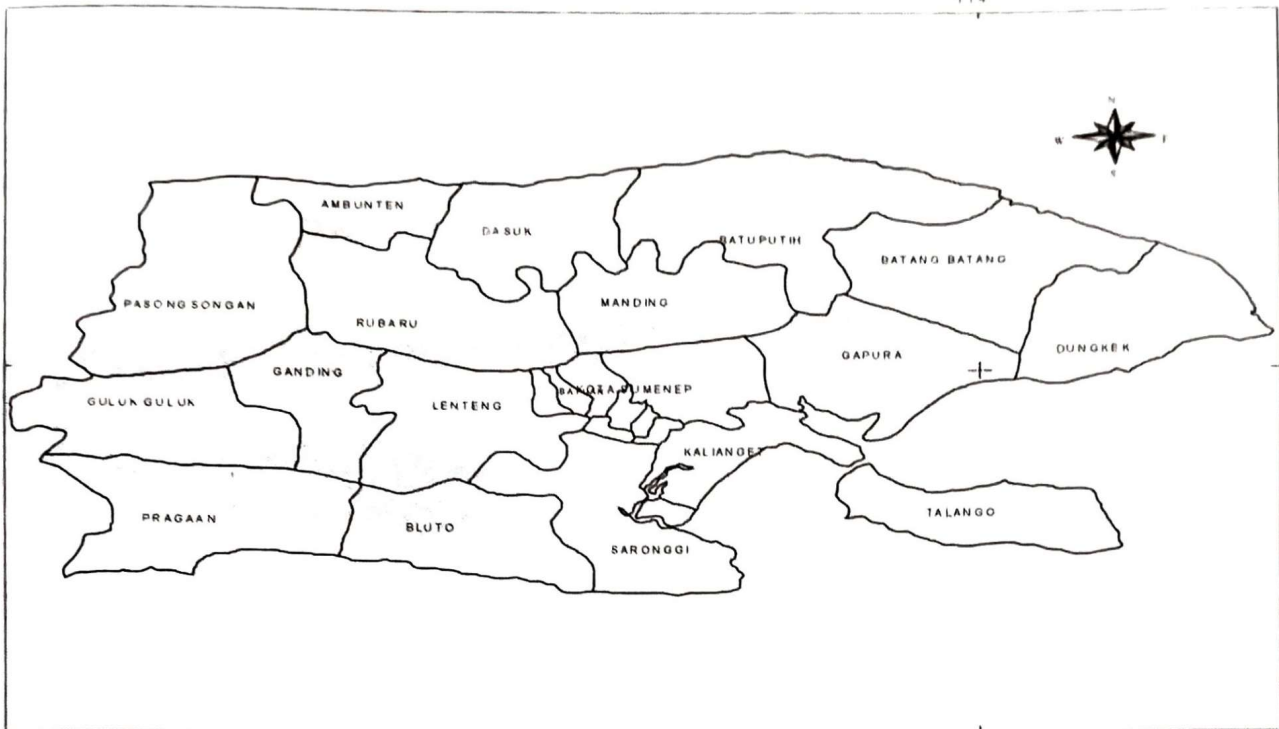 N
W
S
AMBUNTEN
DASUK
BATUPUTIH
BATANG BATANG
PASONGSONGAN
MANDING
RUBARU
DUNGKEK
GAPURA
GANDING
KOTA SUMENEP
GULUK GULUK
LENTENG
KALIANGET
TALANGO
PRAGAAN
BLUTO
SARONGGI